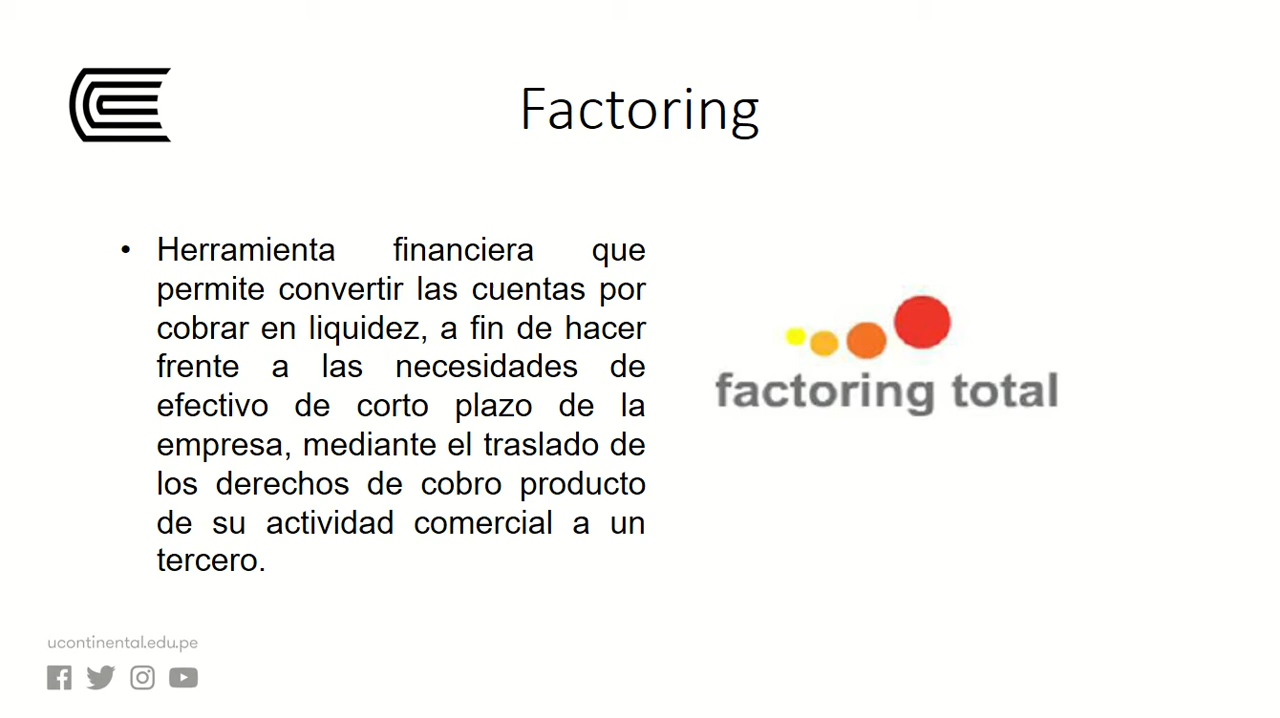 Factoring
• Herramienta financiera que
permite convertir las cuentas por
cobrar en liquidez, a fin de hacer
frente a las necesidades de
efectivo de corto plazo de la
empresa, mediante el traslado de
los derechos de cobro producto
de su actividad comercial a un
tercero.
factoring total
ucontinental.edu.pe